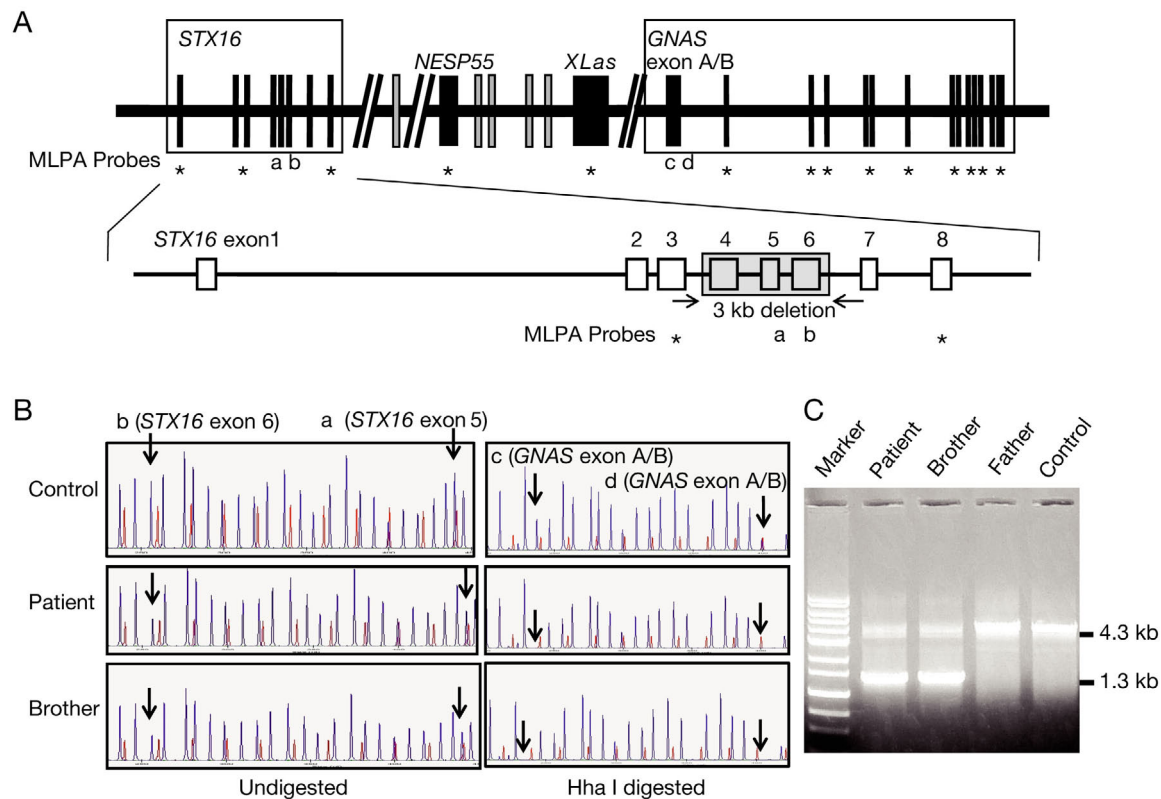 A
STX16
NESP55
XLas
GNAS
exon A/B
a b
c d
MLPA Probes
* * * * * * * * * * * * * *
STX16 exon1
2 3 4 5 6 7 8
3 kb deletion
MLPA Probes
* a b *
B
b (STX16 exon 6)
a (STX16 exon 5)
c (GNAS exon A/B)
d (GNAS exon A/B)
Control
Patient
Brother
Undigested
Hha I digested
C
Marker
Patient
Brother
Father
Control
4.3 kb
1.3 kb